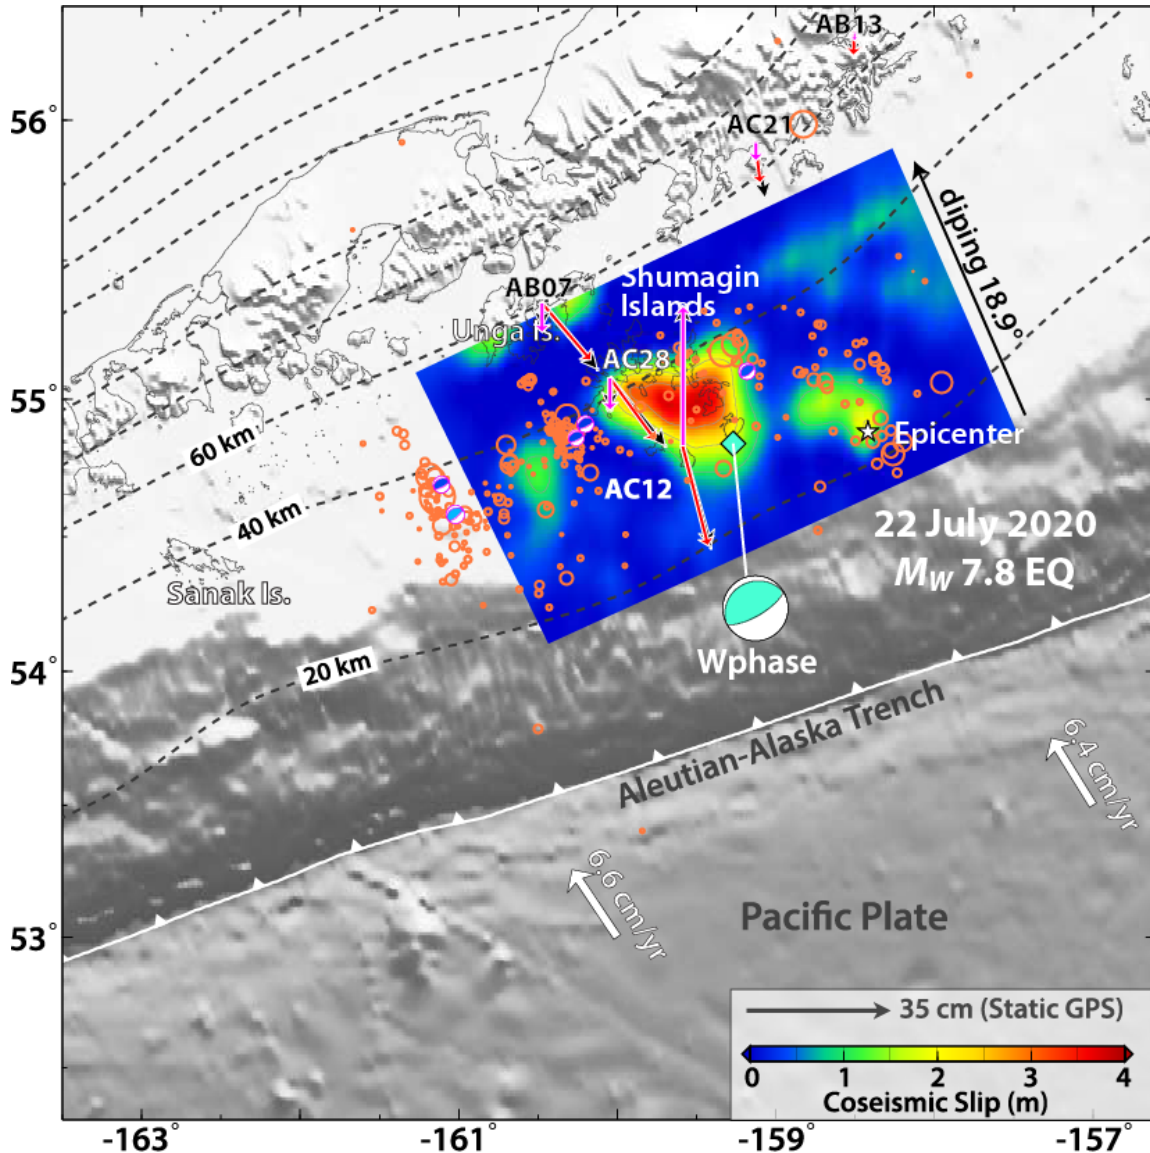 AB13
56°
AC21
diping 18.9°
AB07
Shumagin
Islands
Unga Is.
AC28
55°
Epicenter
60 km
AC12
40 km
22 July 2020
Mw 7.8 EQ
Sanak Is.
20 km
Wphase
54°
Aleutian-Alaska Trench
6.4 cm/yr
6.6 cm/yr
Pacific Plate
53°
35 cm (Static GPS)
0 1 2 3 4
Coseismic Slip (m)
-163° -161° -159° -157°